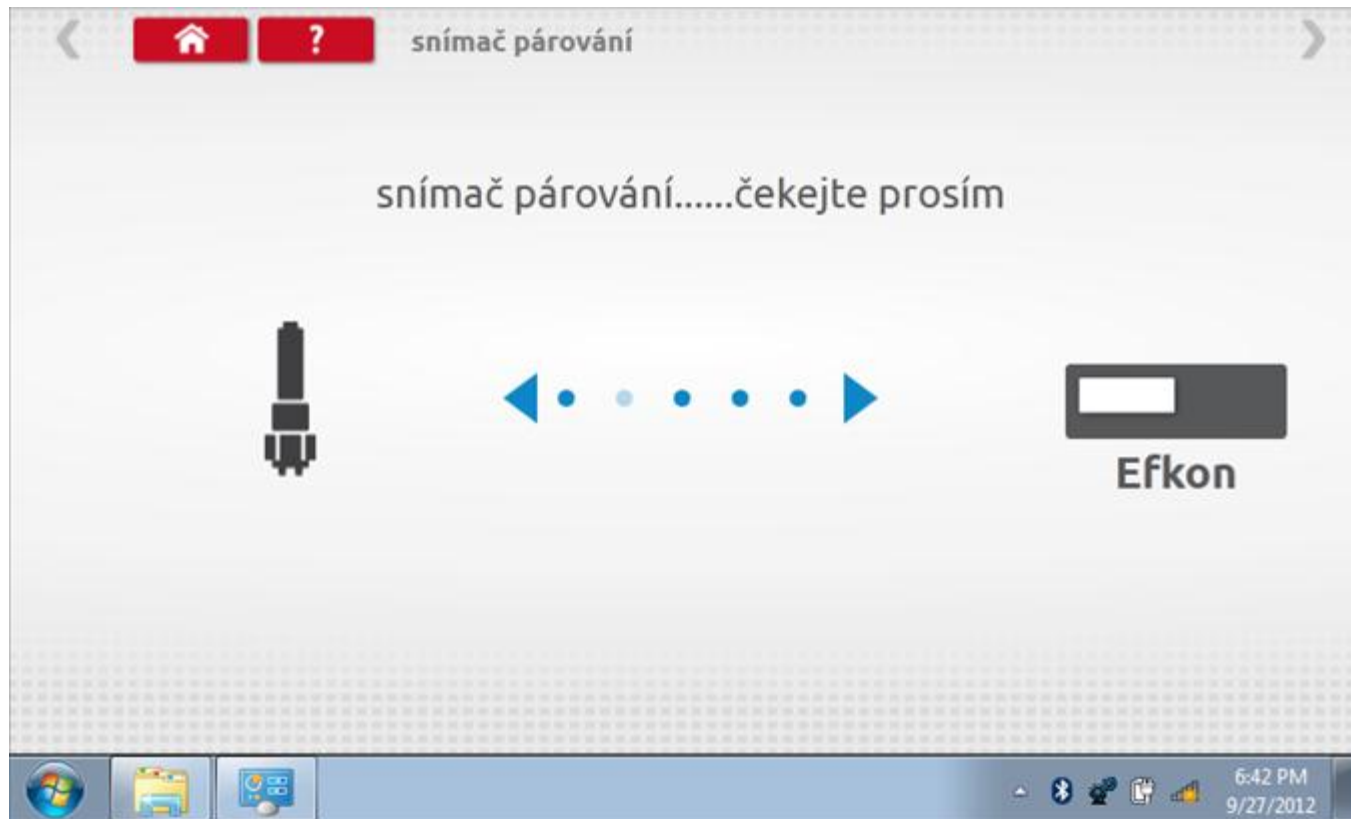 ? snímač párování
snímač párování......čekejte prosím
Efkon
6:42 PM
9/27/2012